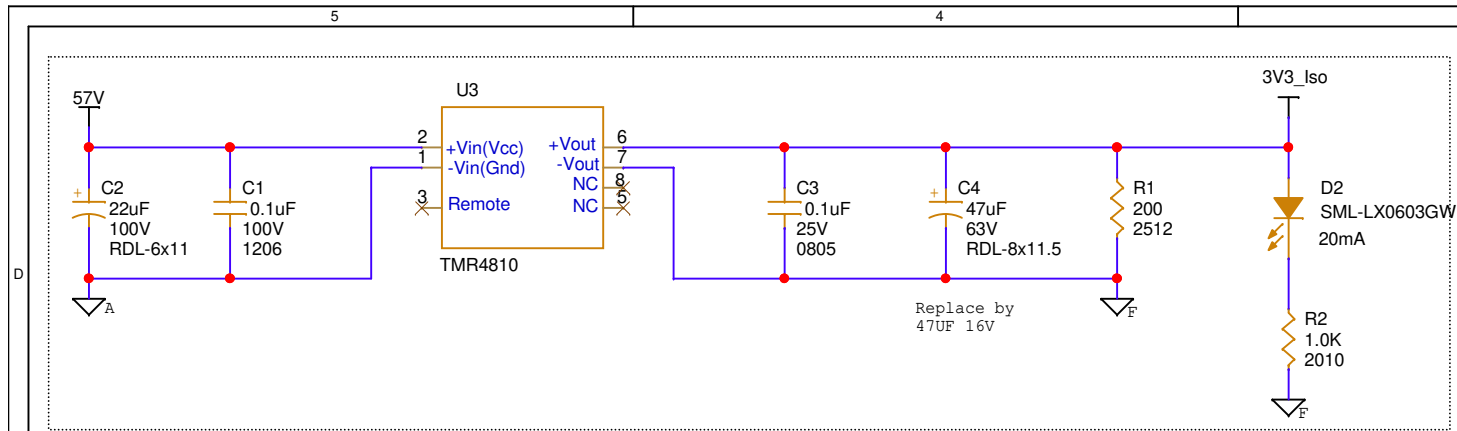 5
4
D
57V
C2
22uF
100V
RDL-6x11
+
C1
0.1uF
100V
1206
A
U3
2
+Vin(Vcc)
1
-Vin(Gnd)
3
Remote
+Vout
6
-Vout
7
NC
8
NC
5
TMR4810
C3
0.1uF
25V
0805
+
C4
47uF
63V
RDL-8x11.5
Replace by
47UF 16V
R1
200
2512
F
3V3_Iso
D2
SML-LX0603GW
20mA
R2
1.0K
2010
F